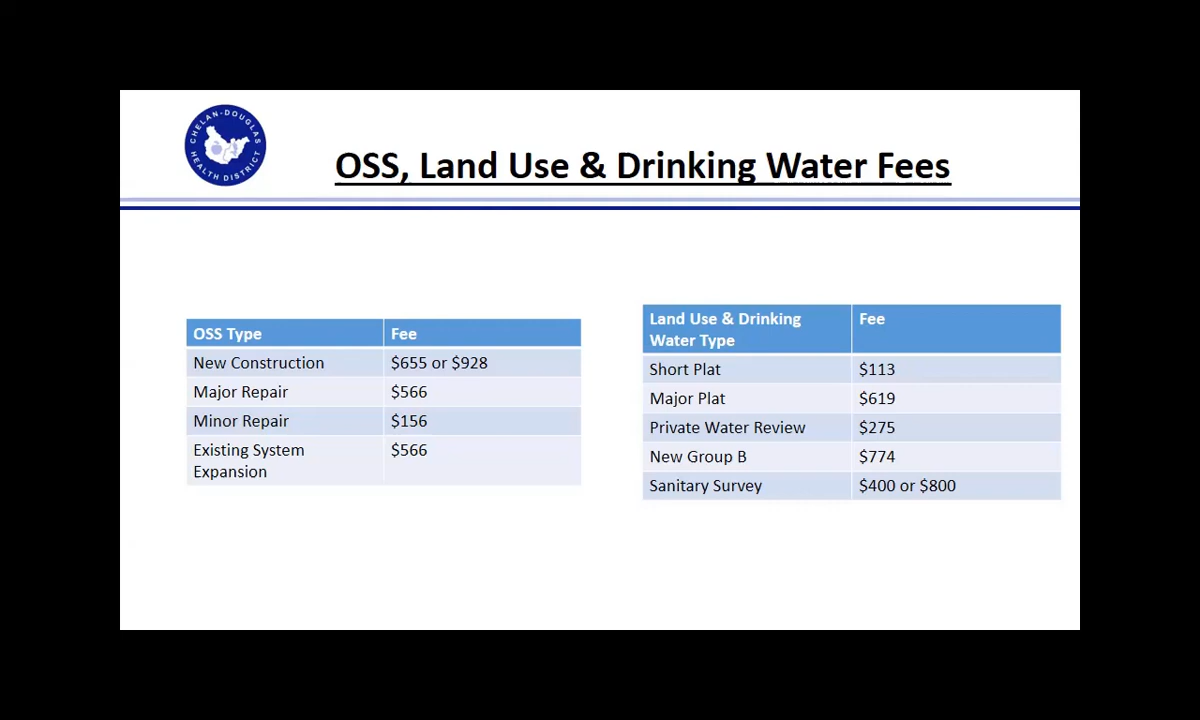 CHELAN-DOUGLAS
HEALTH DISTRICT
OSS, Land Use & Drinking Water Fees
OSS Type Fee
New Construction $655 or $928
Major Repair $566
Minor Repair $156
Existing System $566
Expansion
Land Use & Drinking Fee
Water Type
Short Plat $113
Major Plat $619
Private Water Review $275
New Group B $774
Sanitary Survey $400 or $800